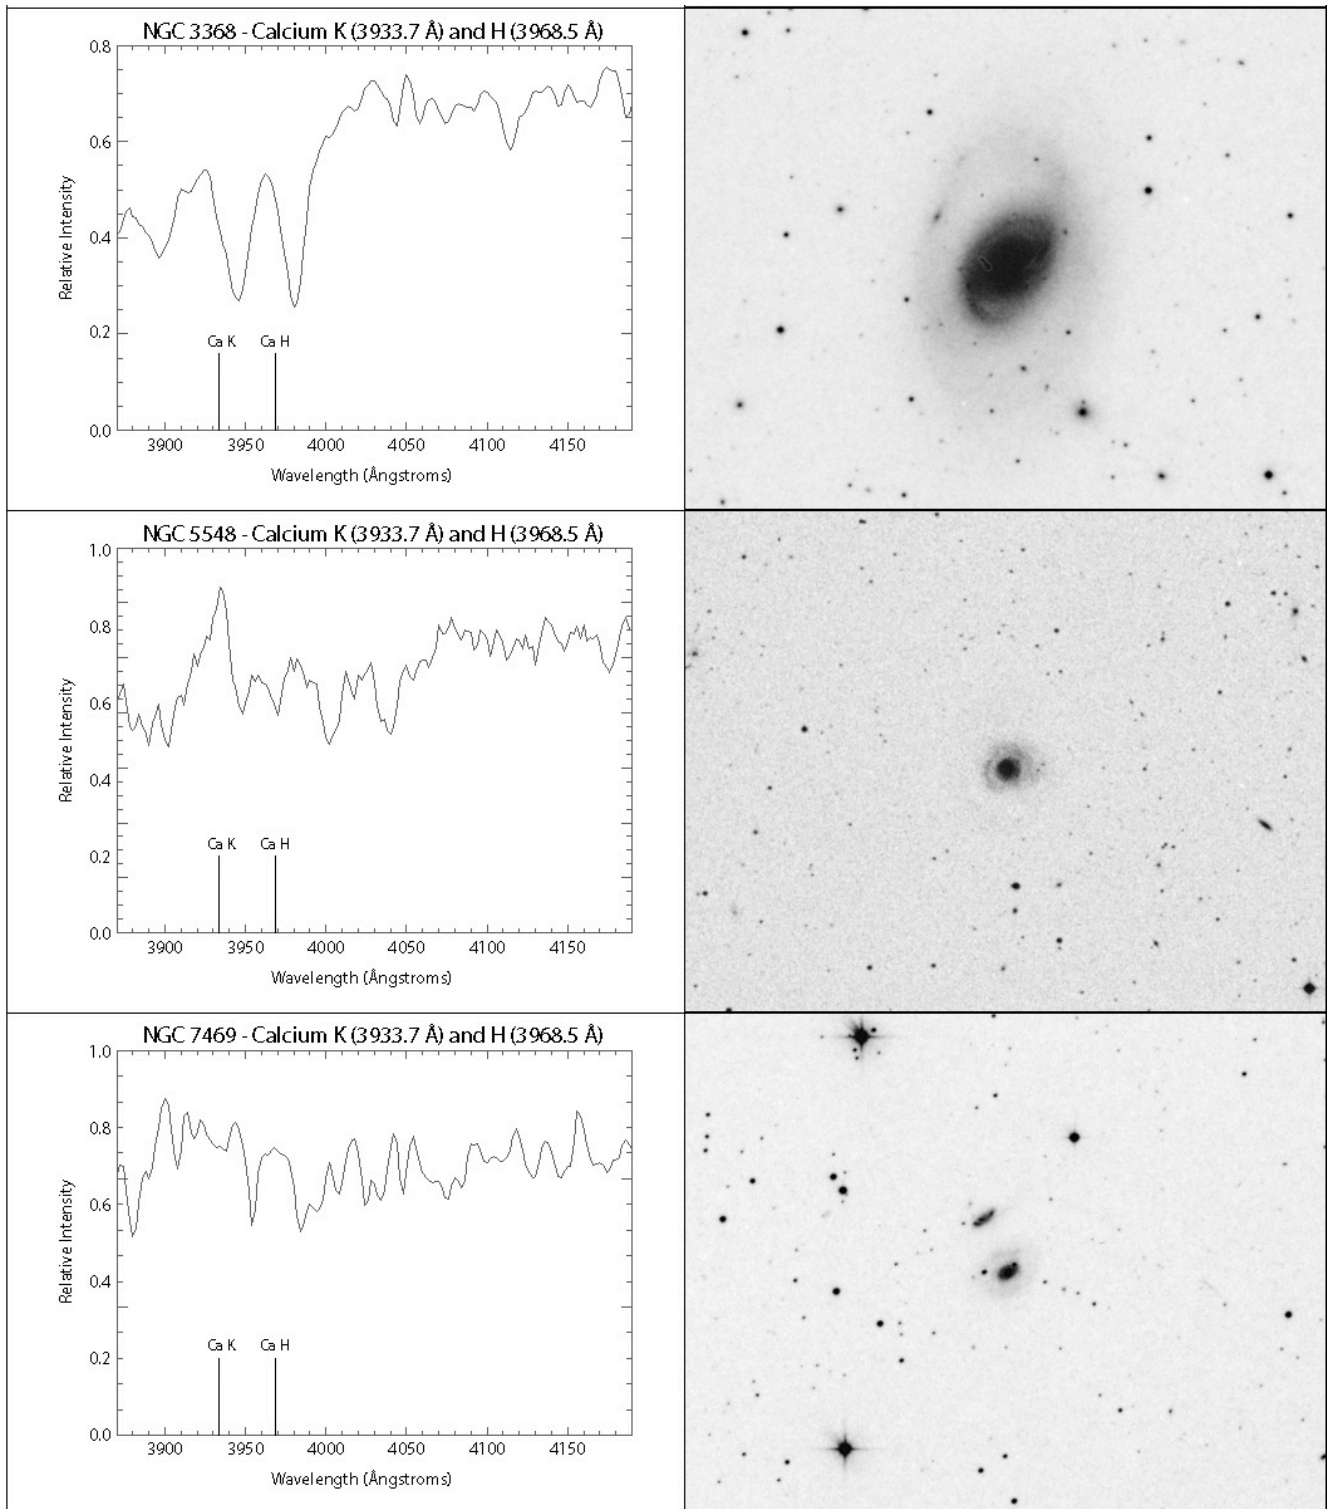 NGC 3368 - Calcium K (3933.7 Å) and H (3968.5 Å)
0.8
0.6
0.4
0.2
0.0
Relative Intensity
Ca K Ca H
3900 3950 4000 4050 4100 4150
Wavelength (Ångstroms)
NGC 5548 - Calcium K (3933.7 Å) and H (3968.5 Å)
1.0
0.8
0.6
0.4
0.2
0.0
Relative Intensity
Ca K Ca H
3900 3950 4000 4050 4100 4150
Wavelength (Ångstroms)
NGC 7469 - Calcium K (3933.7 Å) and H (3968.5 Å)
1.0
0.8
0.6
0.4
0.2
0.0
Relative Intensity
Ca K Ca H
3900 3950 4000 4050 4100 4150
Wavelength (Ångstroms)